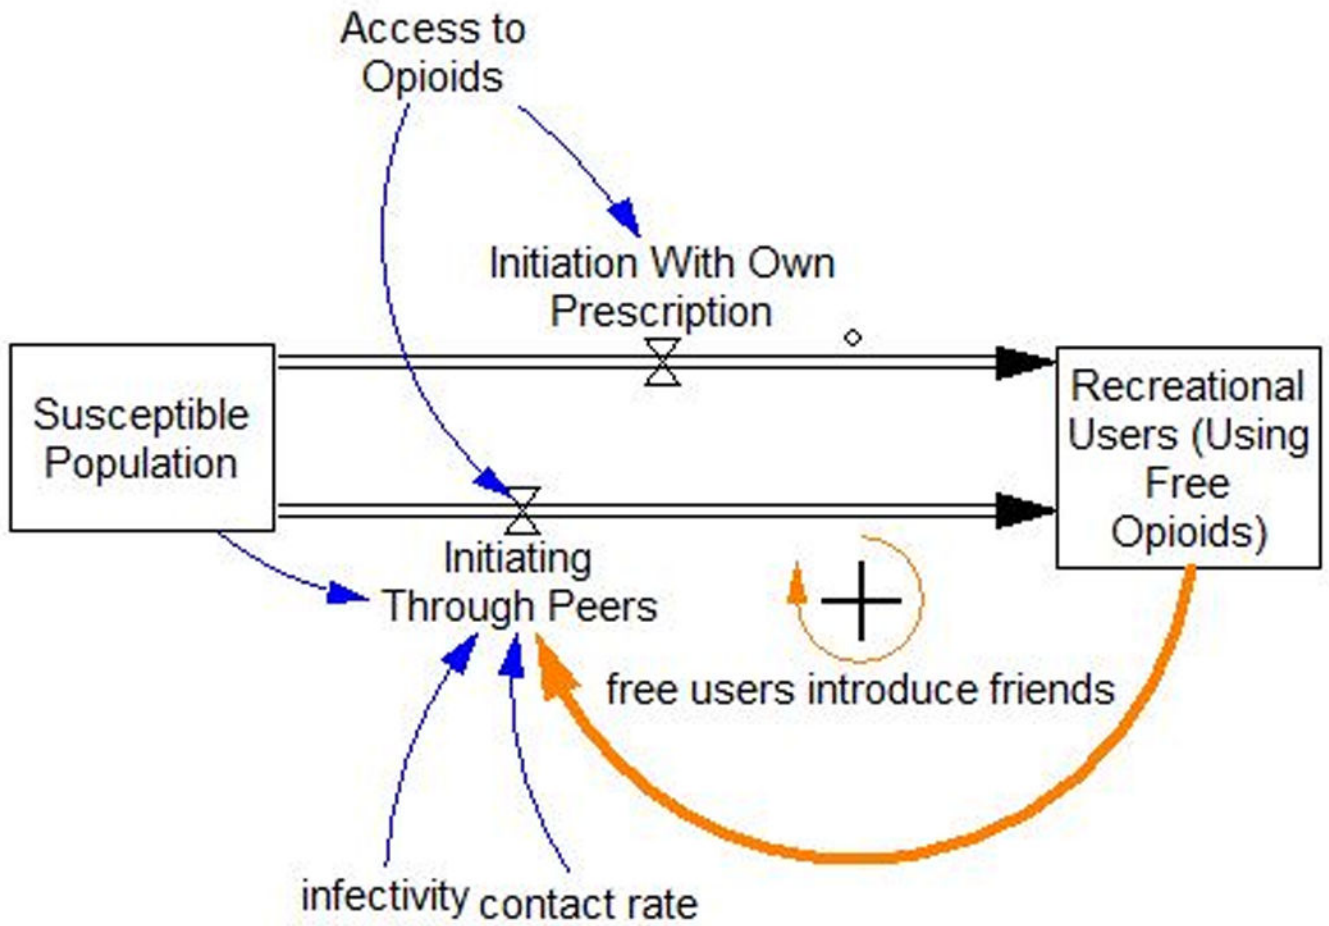 Access to
Opioids
Initiation With Own
Prescription
Susceptible
Population
Recreational
Users (Using
Free
Opioids)
Initiating
Through Peers
+
free users introduce friends
infectivity
contact rate